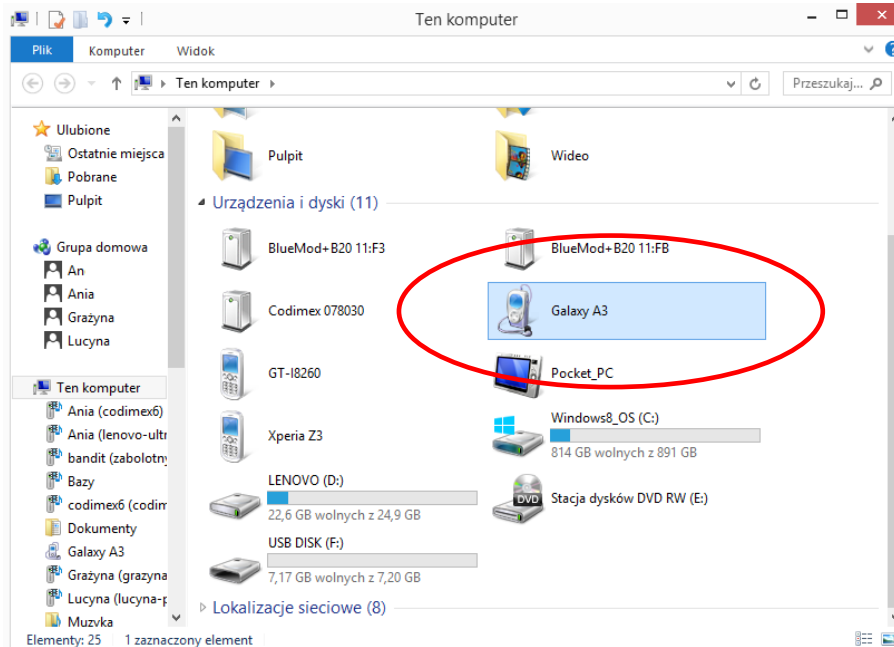 Ten komputer
Plik Komputer Widok
Ten komputer
Przeszukaj...
Ulubione
Ostatnie miejsca
Pobrane
Pulpit
Grupa domowa
An
Ania
Grażyna
Lucyna
Ten komputer
Ania (codimex6)
Ania (lenovo-ultr
bandit (zabolotny
Bazy
codimex6 (codim
Dokumenty
Galaxy A3
Grażyna (grazyna
Lucyna (lucyna-p
Muzyka
Pulpit
Wideo
Urządzenia i dyski (11)
BlueMod+B20 11:F3
BlueMod+B20 11:FB
Codimex 078030
Galaxy A3
GT-I8260
Pocket_PC
Xperia Z3
Windows8_OS (C:)
814 GB wolnych z 891 GB
LENOVO (D:)
22,6 GB wolnych z 24,9 GB
DVD
Stacja dysków DVD RW (E:)
USB DISK (F:)
7,17 GB wolnych z 7,20 GB
Lokalizacje sieciowe (8)
Elementy: 25 1 zaznaczony element